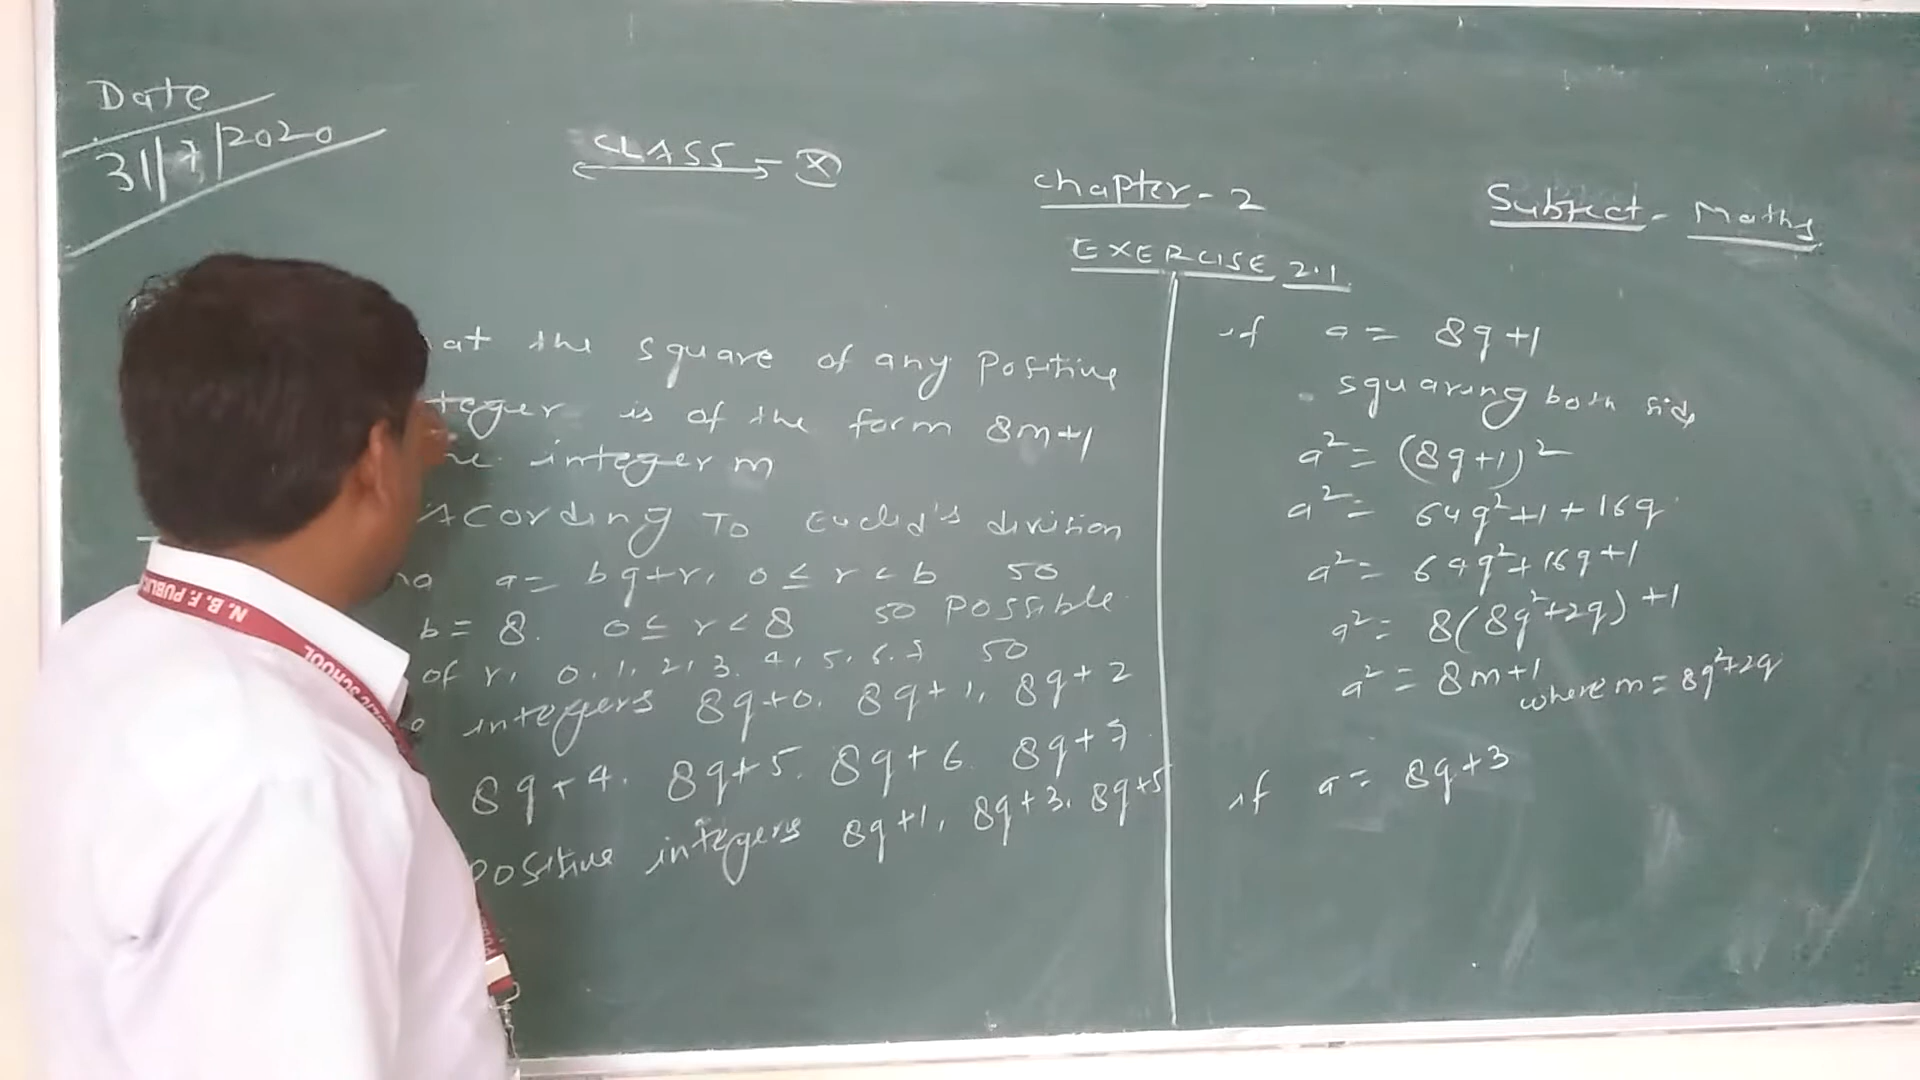 Date
31/7/2020
CLASS - X
Chapter - 2
Subject - Maths
EXERCISE 2.1
at the square of any Positive
teger is of the form 8m+1
integer m
Acording To Euclid's division
a = bq+r, 0 ≤ r < b so
b = 8. 0 ≤ r < 8 so possible
of r, 0, 1, 2, 3, 4, 5, 6, 7 so
integers 8q+0, 8q+1, 8q+2
8q+4, 8q+5, 8q+6, 8q+7
positive integers 8q+1, 8q+3, 8q+5
if a = 8q+1
squaring both side
a² = (8q+1)²
a² = 64q²+1+16q
a² = 64q²+16q+1
a² = 8(8q²+2q)+1
a² = 8m+1
where m = 8q²+2q
if a = 8q+3
N. B. F. PUBLIC SCHOOL